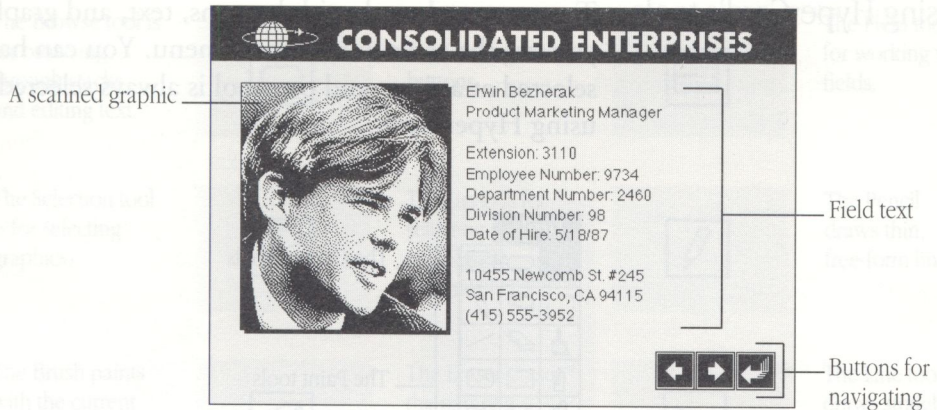 CONSOLIDATED ENTERPRISES
A scanned graphic
Erwin Beznerak
Product Marketing Manager
Extension: 3110
Employee Number: 9734
Department Number: 2460
Division Number: 98
Date of Hire: 5/18/87
10455 Newcomb St. #245
San Francisco, CA 94115
(415) 555-3952
Field text
Buttons for
navigating